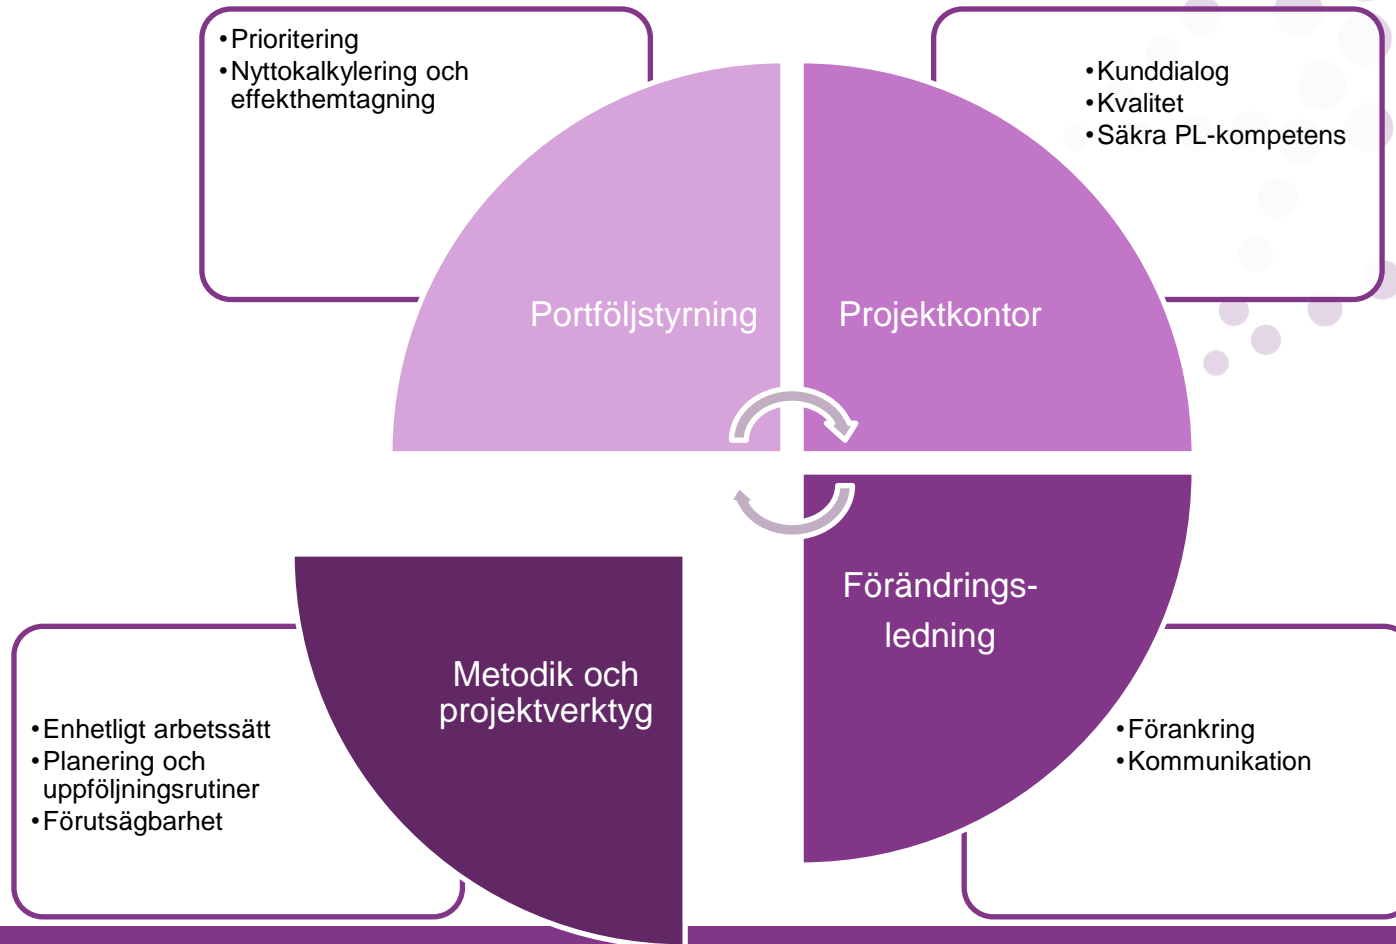 •Prioritering
•Nyttokalkylering och
effekthemtagning
•Kunddialog
•Kvalitet
•Säkra PL-kompetens
Portföljstyrning
Projektkontor
Förändrings-
ledning
Metodik och
projektverktyg
•Enhetligt arbetssätt
•Planering och
uppföljningsrutiner
•Förutsägbarhet
•Förankring
•Kommunikation